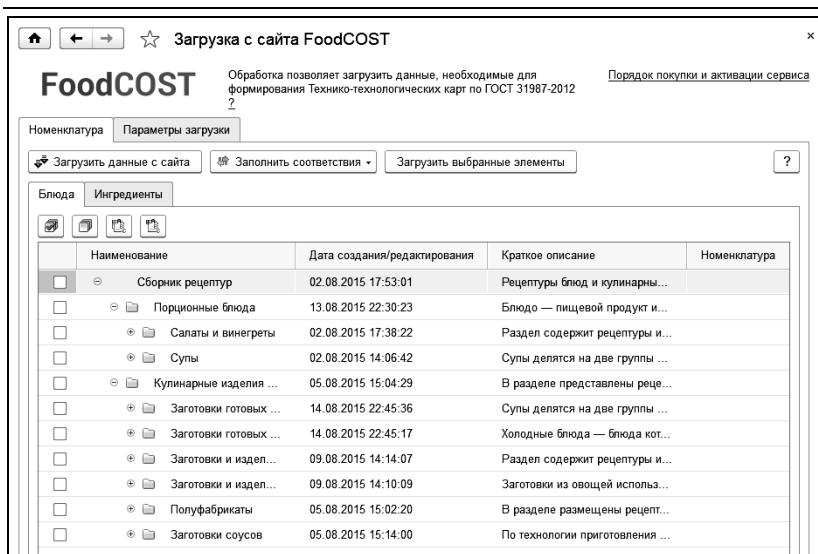 Загрузка с сайта FoodCOST
×
FoodCOST
Обработка позволяет загрузить данные, необходимые для
формирования Технико-технологических карт по ГОСТ 31987-2012
?
Порядок покупки и активации сервиса
Номенклатура Параметры загрузки
Загрузить данные с сайта Заполнить соответствия Загрузить выбранные элементы ?
Блюда Ингредиенты
Наименование Дата создания/редактирования Краткое описание Номенклатура
Сборник рецептур 02.08.2015 17:53:01 Рецептуры блюд и кулинарны...
Порционные блюда 13.08.2015 22:30:23 Блюдо — пищевой продукт и...
Салаты и винегреты 02.08.2015 17:38:22 Раздел содержит рецептуры и...
Супы 02.08.2015 14:06:42 Супы делятся на две группы ...
Кулинарные изделия ... 05.08.2015 15:04:29 В разделе представлены реце...
Заготовки готовых ... 14.08.2015 22:45:36 Супы делятся на две группы ...
Заготовки готовых ... 14.08.2015 22:45:17 Холодные блюда — блюда кот...
Заготовки и издел... 09.08.2015 14:14:07 Раздел содержит рецептуры и...
Заготовки и издел... 09.08.2015 14:10:09 Заготовки из овощей использ...
Полуфабрикаты 05.08.2015 15:02:20 В разделе размещены рецепт...
Заготовки соусов 05.08.2015 15:14:00 По технологии приготовления ...